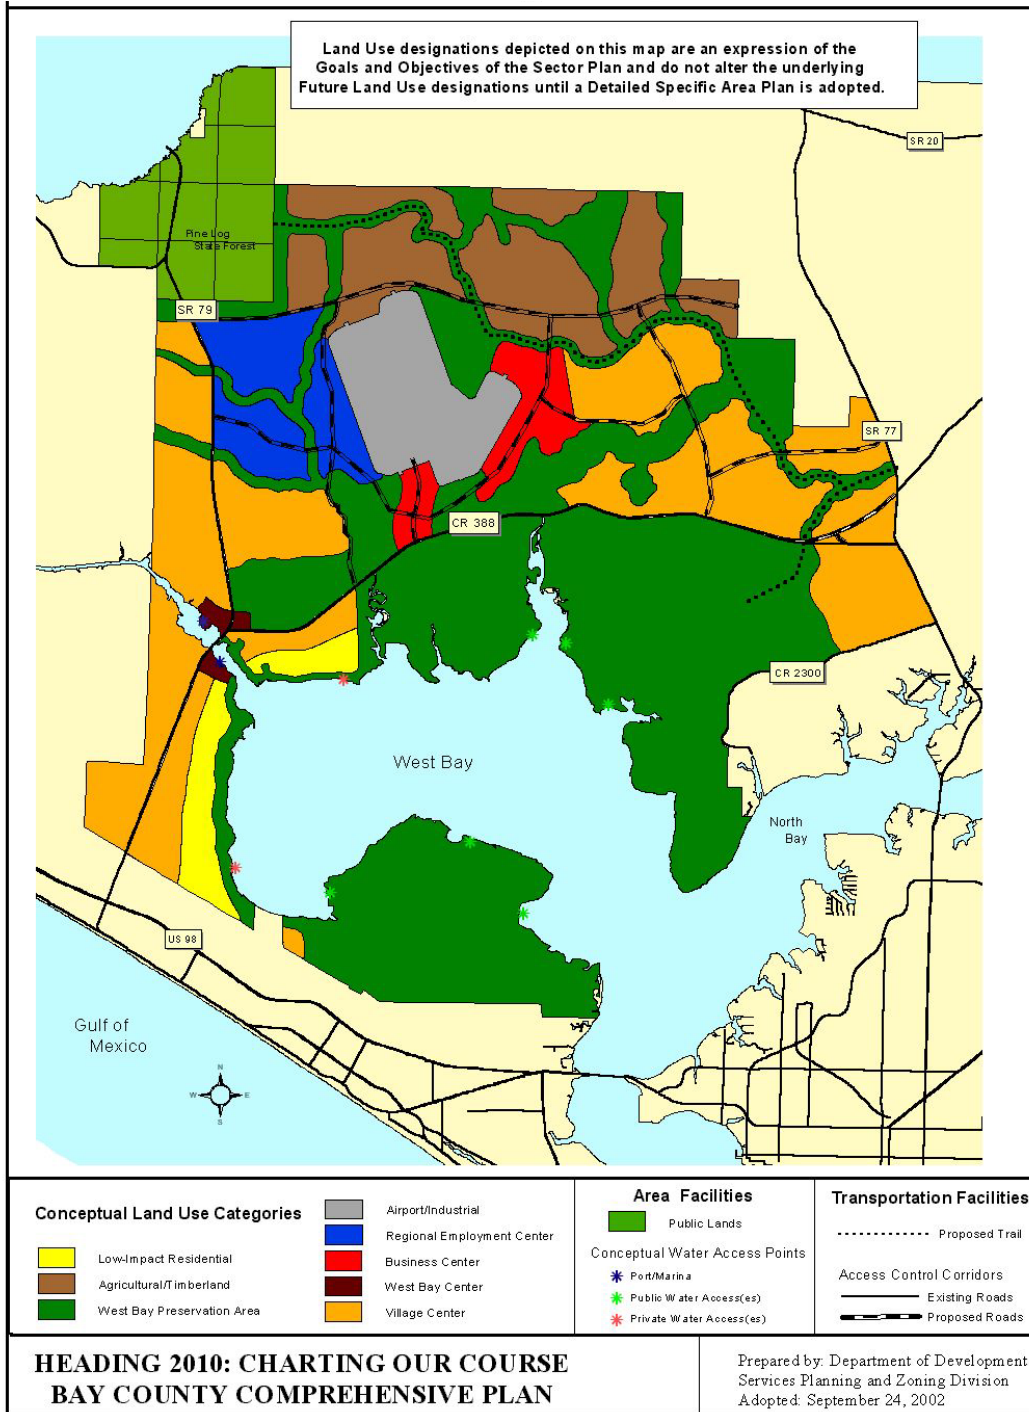 Land Use designations depicted on this map are an expression of the
Goals and Objectives of the Sector Plan and do not alter the underlying
Future Land Use designations until a Detailed Specific Area Plan is adopted.
SR 20
Pine Log
State Forest
SR 79
SR 77
CR 388
CR 2300
West Bay
North
Bay
US 98
Gulf of
Mexico
N
W
E
S
Conceptual Land Use Categories
Low-Impact Residential
Agricultural/Timberland
West Bay Preservation Area
Airport/Industrial
Regional Employment Center
Business Center
West Bay Center
Village Center
Area Facilities
Public Lands
Conceptual Water Access Points
Port/Marina
Public Water Access(es)
Private Water Access(es)
Transportation Facilities
Proposed Trail
Access Control Corridors
Existing Roads
Proposed Roads
HEADING 2010: CHARTING OUR COURSE
BAY COUNTY COMPREHENSIVE PLAN
Prepared by: Department of Development
Services Planning and Zoning Division
Adopted: September 24, 2002